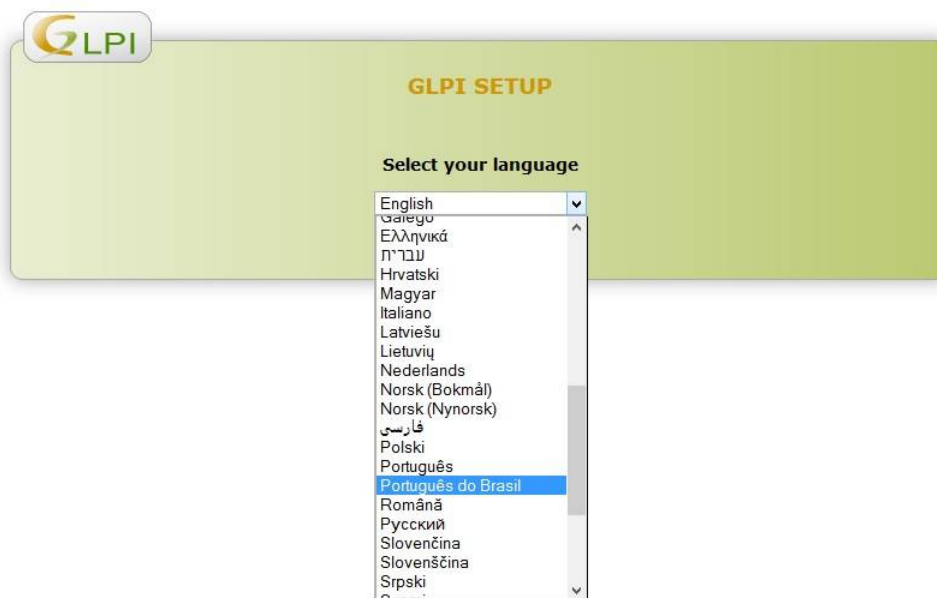 GLPI
GLPI SETUP
Select your language
English
Galego
Ελληνικά
עברית
Hrvatski
Magyar
Italiano
Latviešu
Lietuvių
Nederlands
Norsk (Bokmål)
Norsk (Nynorsk)
فارسی
Polski
Português
Português do Brasil
Română
Русский
Slovenčina
Slovenščina
Srpski